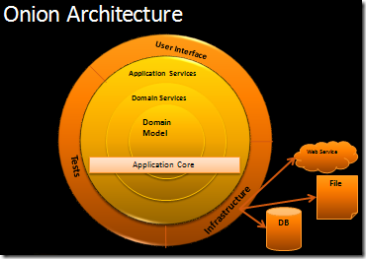 Onion Architecture
User Interface
Application Services
Domain Services
Domain
Model
Application Core
Tests
Infrastructure
Web Service
File
DB